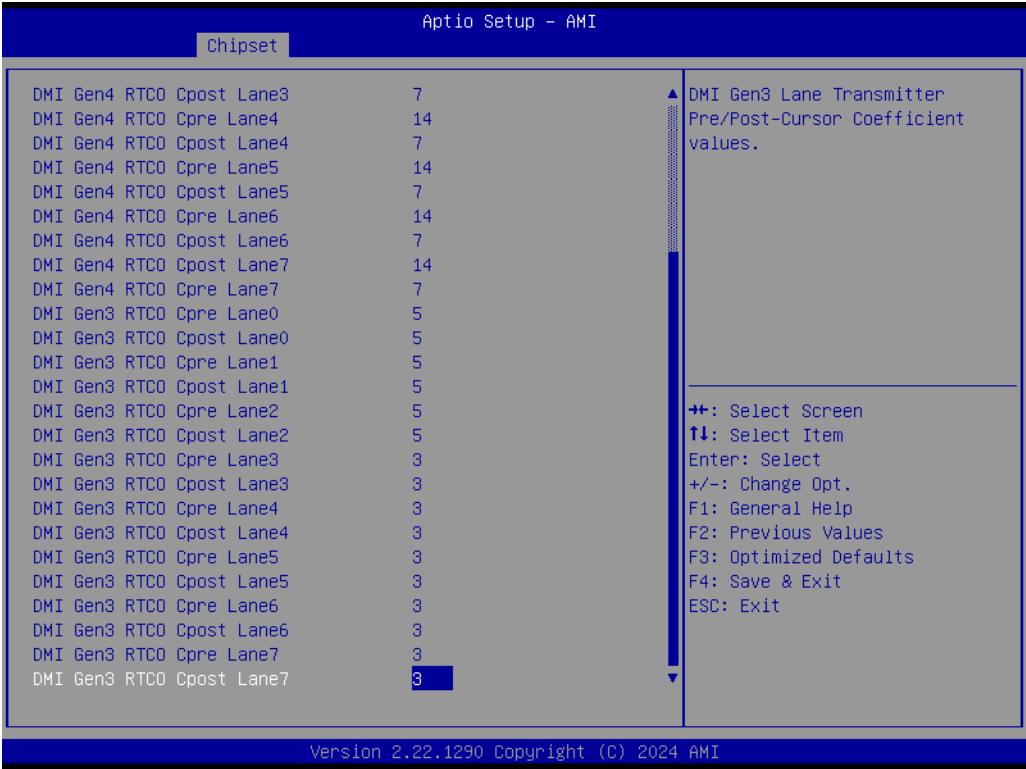 Aptio Setup – AMI
Chipset
DMI Gen4 RTCO Cpost Lane3 7
DMI Gen4 RTCO Cpre Lane4 14
DMI Gen4 RTCO Cpost Lane4 7
DMI Gen4 RTCO Cpre Lane5 14
DMI Gen4 RTCO Cpost Lane5 7
DMI Gen4 RTCO Cpre Lane6 14
DMI Gen4 RTCO Cpost Lane6 7
DMI Gen4 RTCO Cpost Lane7 14
DMI Gen4 RTCO Cpre Lane7 7
DMI Gen3 RTCO Cpre Lane0 5
DMI Gen3 RTCO Cpost Lane0 5
DMI Gen3 RTCO Cpre Lane1 5
DMI Gen3 RTCO Cpost Lane1 5
DMI Gen3 RTCO Cpre Lane2 5
DMI Gen3 RTCO Cpost Lane2 5
DMI Gen3 RTCO Cpre Lane3 3
DMI Gen3 RTCO Cpost Lane3 3
DMI Gen3 RTCO Cpre Lane4 3
DMI Gen3 RTCO Cpost Lane4 3
DMI Gen3 RTCO Cpre Lane5 3
DMI Gen3 RTCO Cpost Lane5 3
DMI Gen3 RTCO Cpre Lane6 3
DMI Gen3 RTCO Cpost Lane6 3
DMI Gen3 RTCO Cpre Lane7 3
DMI Gen3 RTCO Cpost Lane7 3
DMI Gen3 Lane Transmitter
Pre/Post-Cursor Coefficient
values.
→←: Select Screen
↑↓: Select Item
Enter: Select
+/-: Change Opt.
F1: General Help
F2: Previous Values
F3: Optimized Defaults
F4: Save & Exit
ESC: Exit
Version 2.22.1290 Copyright (C) 2024 AMI